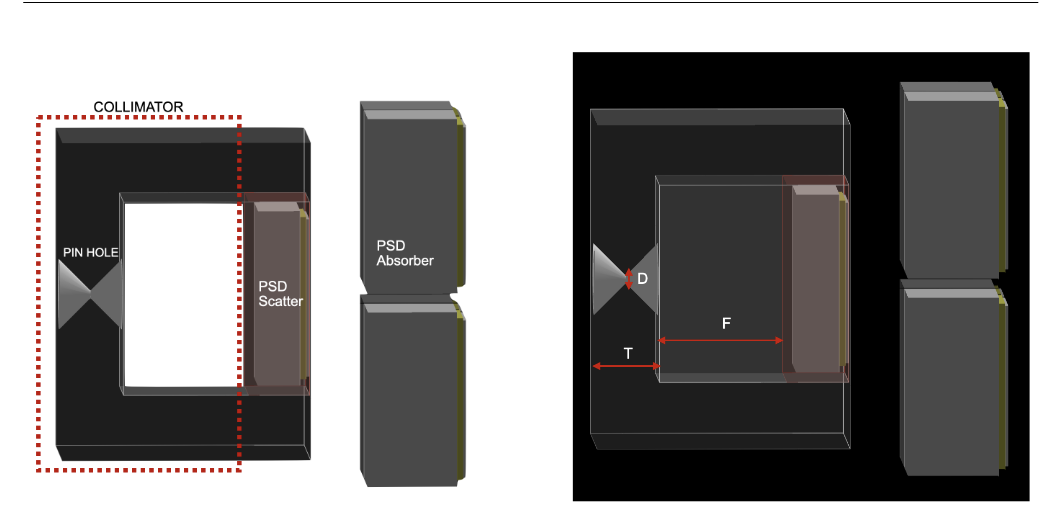 COLLIMATOR
PIN HOLE
PSD
Absorber
PSD
Scatter
D
F
T